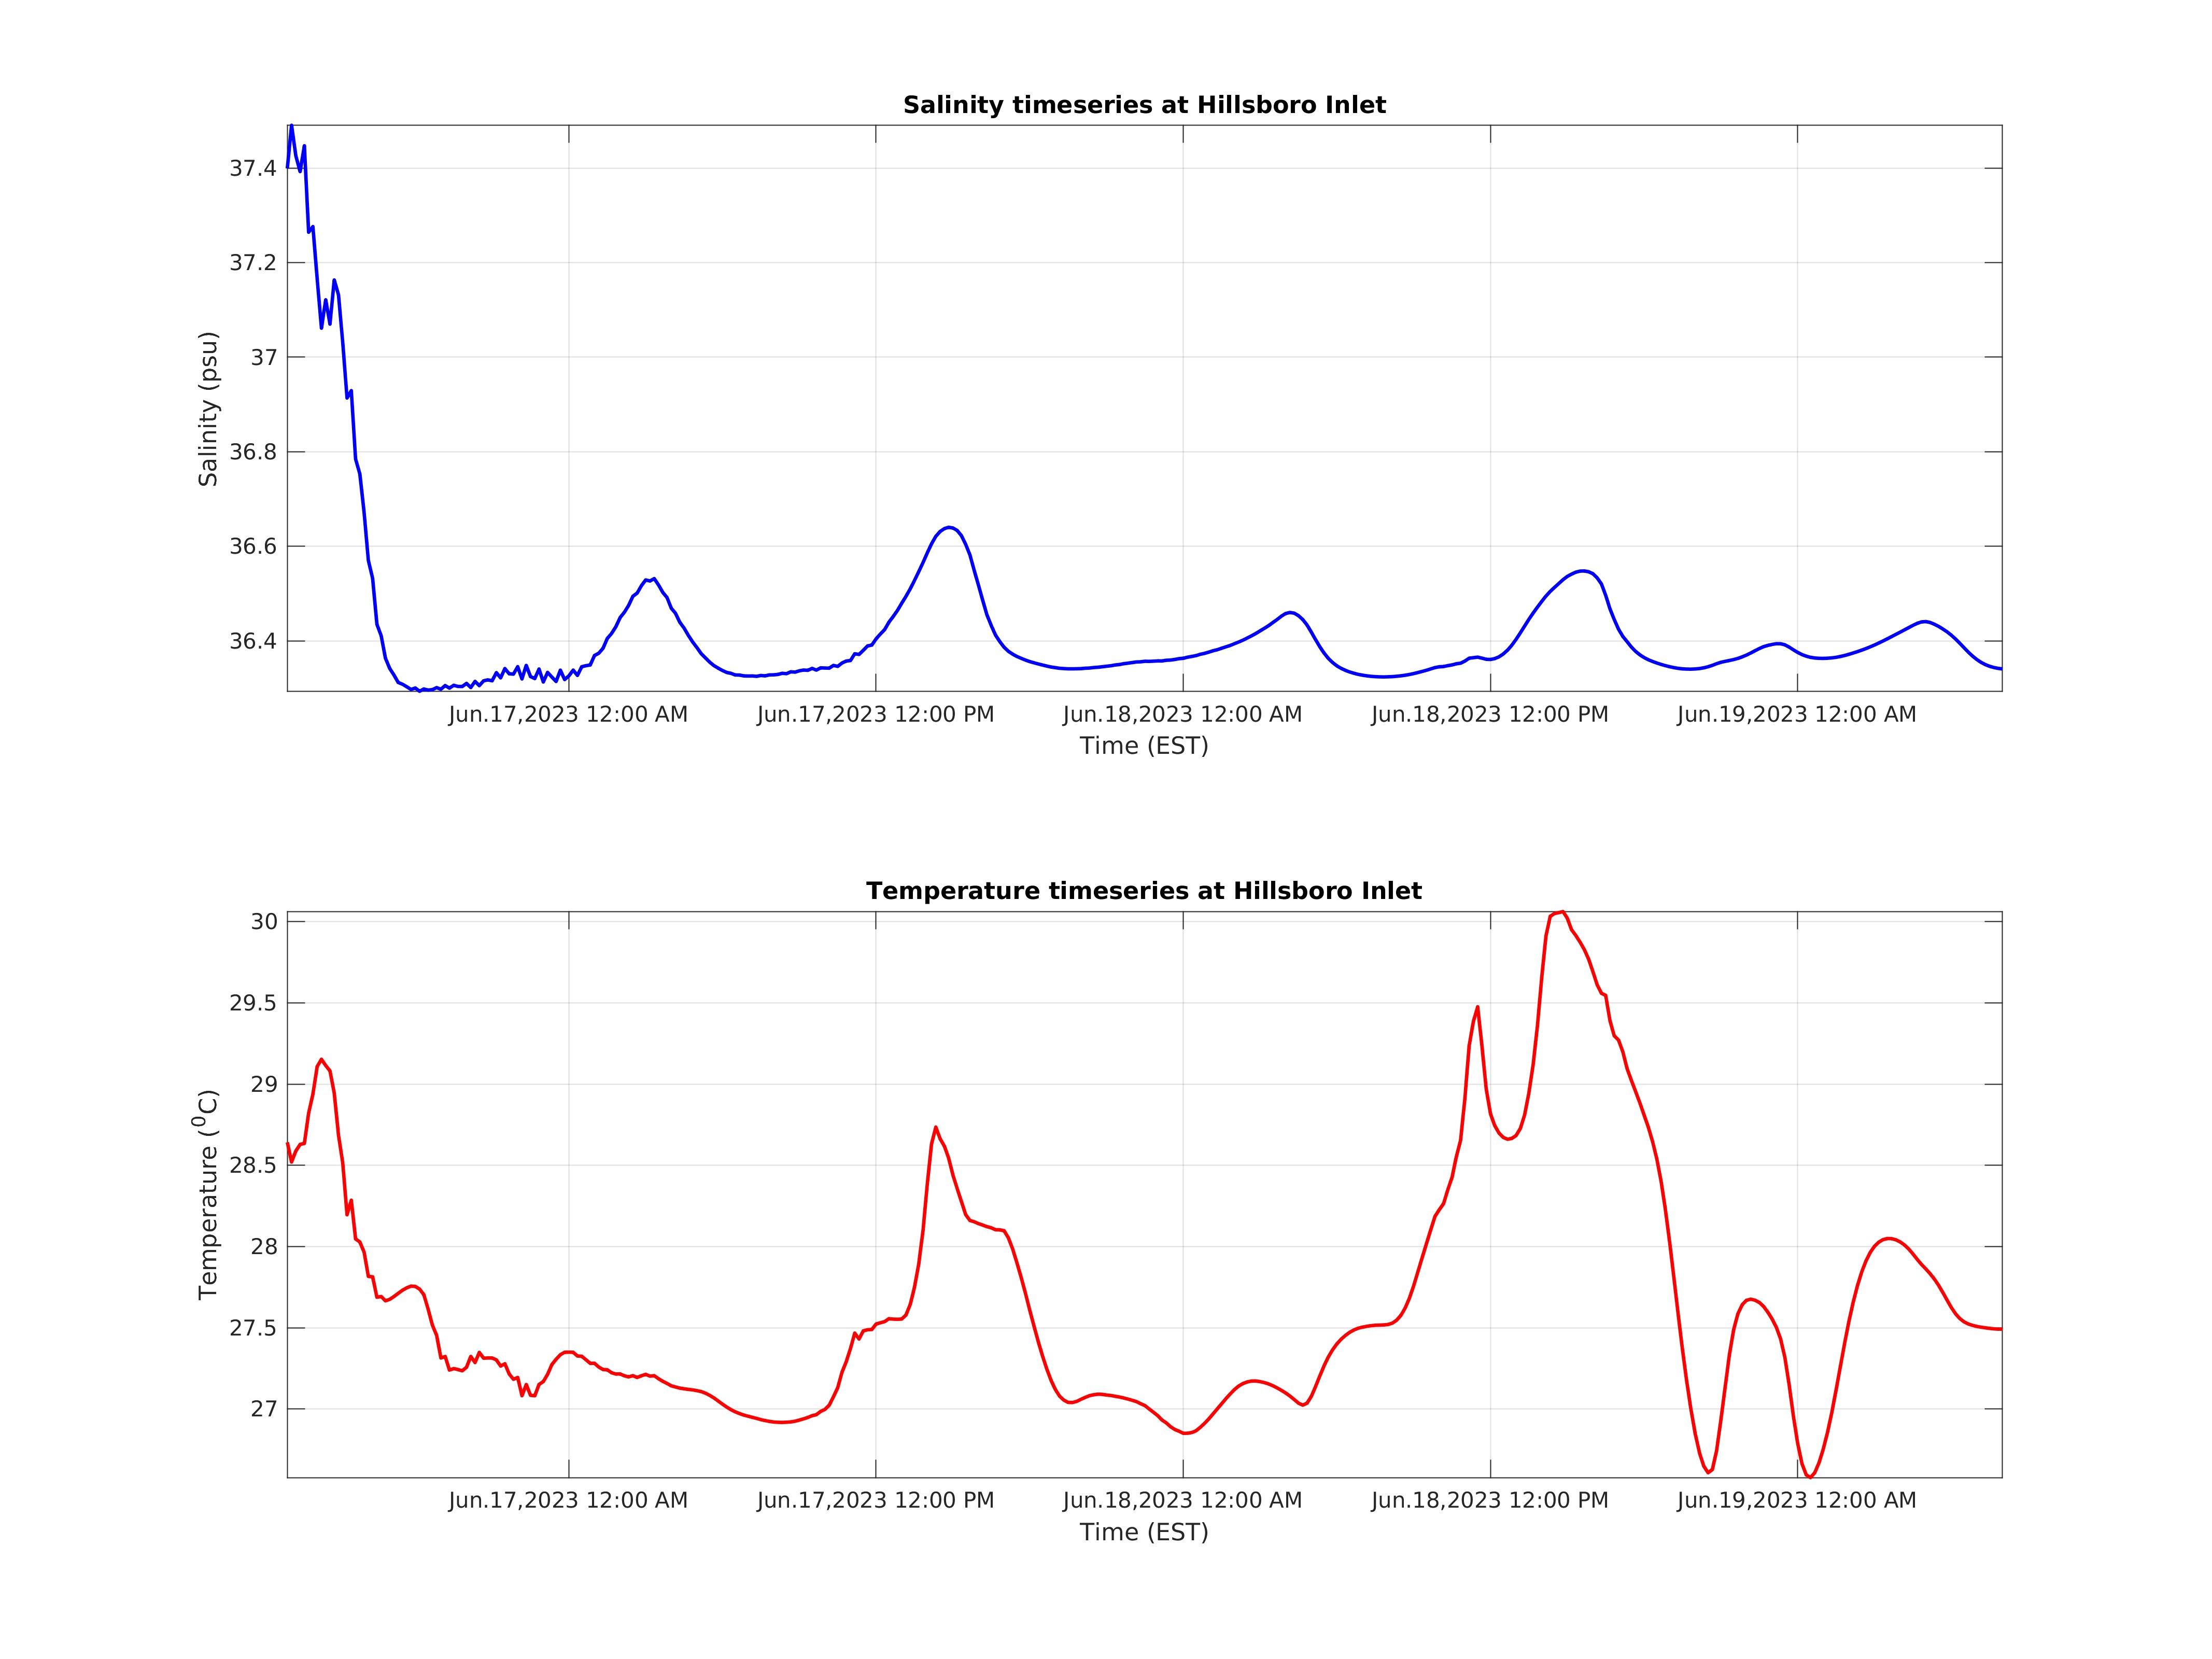 Salinity timeseries at Hillsboro Inlet
37.4
37.2
37
36.8
36.6
36.4
Salinity (psu)
Jun.17,2023 12:00 AM Jun.17,2023 12:00 PM Jun.18,2023 12:00 AM Jun.18,2023 12:00 PM Jun.19,2023 12:00 AM
Time (EST)
Temperature timeseries at Hillsboro Inlet
30
29.5
29
28.5
28
27.5
27
Temperature (⁰C)
Jun.17,2023 12:00 AM Jun.17,2023 12:00 PM Jun.18,2023 12:00 AM Jun.18,2023 12:00 PM Jun.19,2023 12:00 AM
Time (EST)